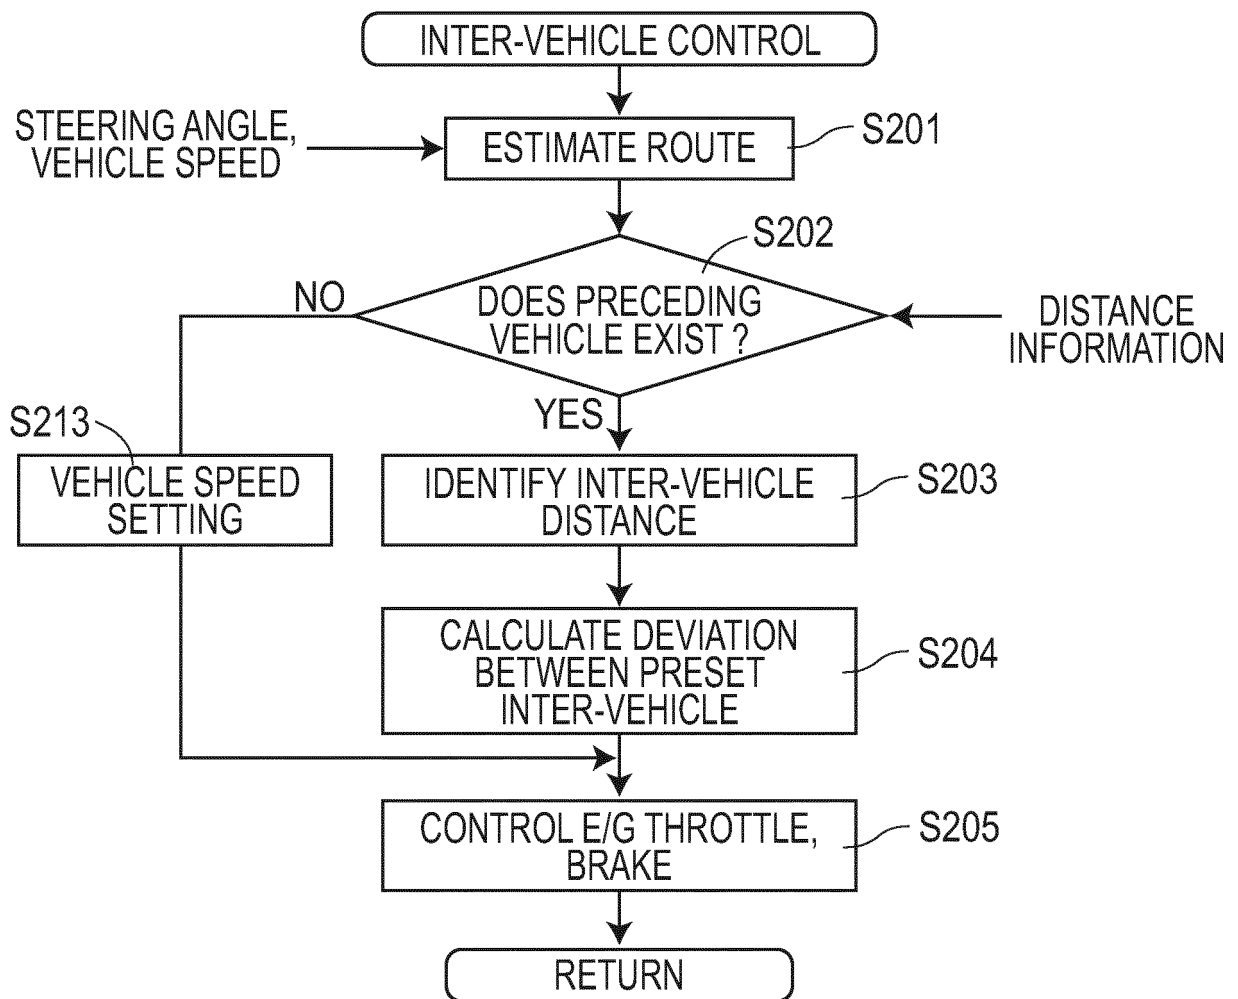 INTER-VEHICLE CONTROL
STEERING ANGLE,
VEHICLE SPEED
ESTIMATE ROUTE
S201
S202
NO
DOES PRECEDING
VEHICLE EXIST ?
DISTANCE
INFORMATION
YES
S213
VEHICLE SPEED
SETTING
IDENTIFY INTER-VEHICLE
DISTANCE
S203
CALCULATE DEVIATION
BETWEEN PRESET
INTER-VEHICLE
S204
CONTROL E/G THROTTLE,
BRAKE
S205
RETURN